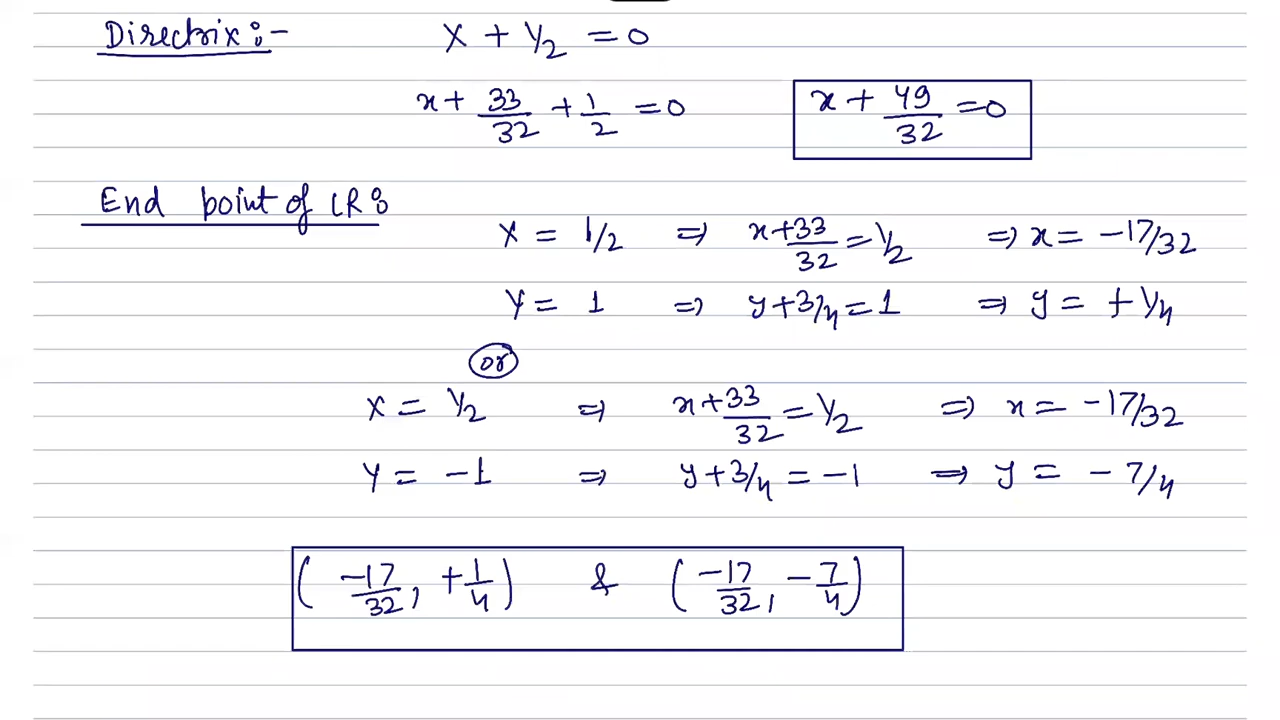 Directrix :- X + 1/2 = 0
x + 33/32 + 1/2 = 0 x + 49/32 = 0
End point of LR :
X = 1/2 ⇒ x + 33/32 = 1/2 ⇒ x = -17/32
Y = 1 ⇒ y + 3/4 = 1 ⇒ y = + 1/4
or
X = 1/2 ⇒ x + 33/32 = 1/2 ⇒ x = -17/32
Y = -1 ⇒ y + 3/4 = -1 ⇒ y = - 7/4
(-17/32, +1/4) & (-17/32, -7/4)